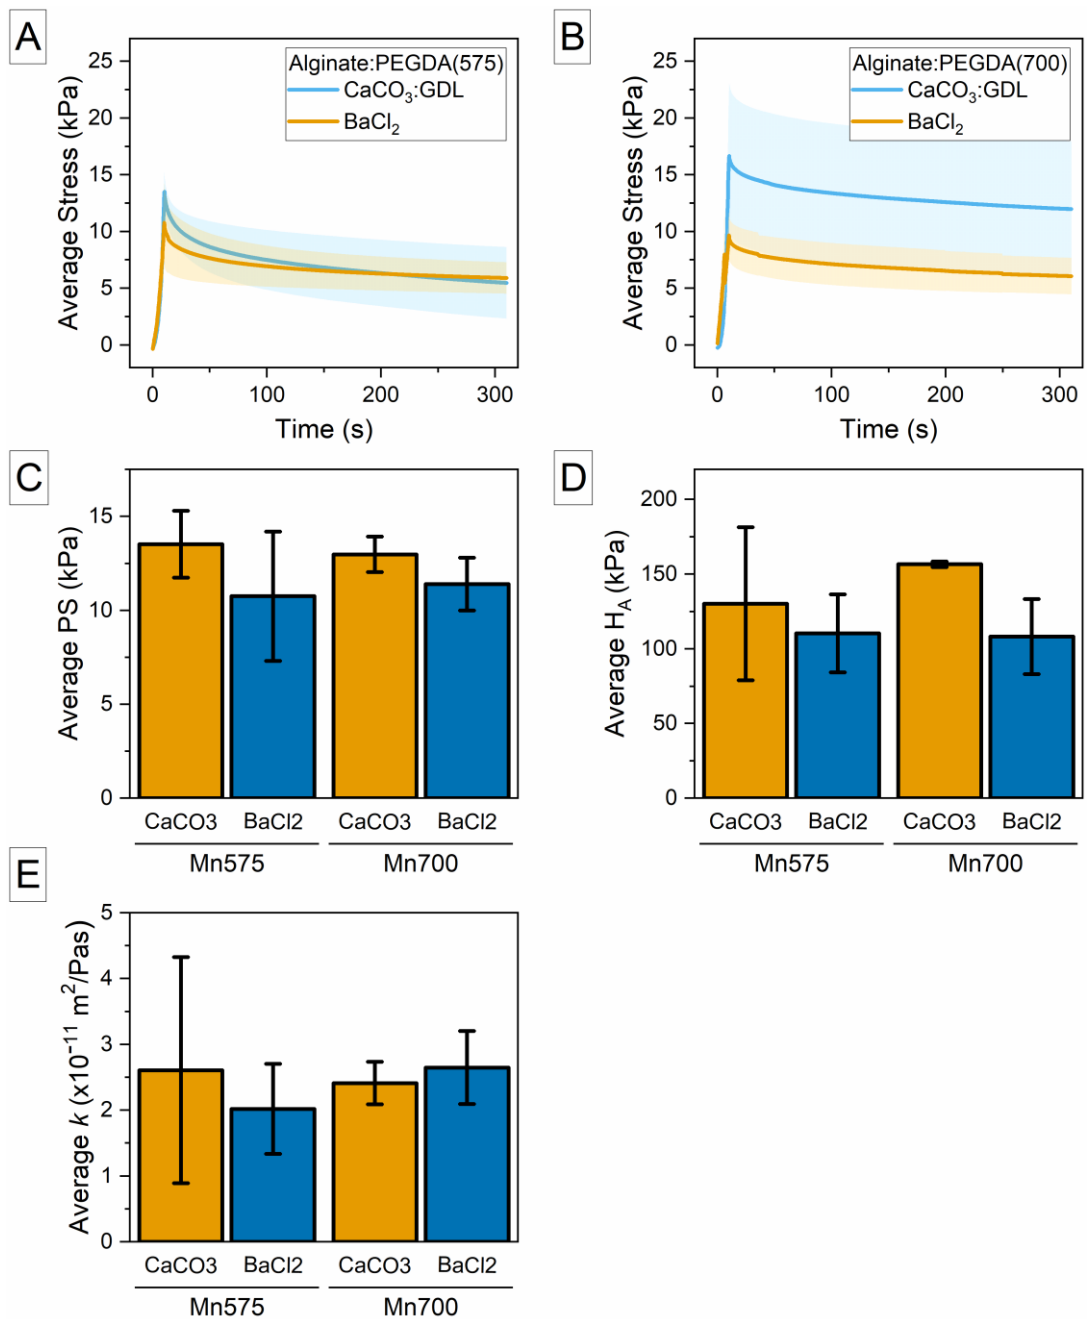 A
Average Stress (kPa)
25
20
15
10
5
0
Alginate:PEGDA(575)
CaCO₃:GDL
BaCl₂
0 100 200 300
Time (s)
B
Average Stress (kPa)
25
20
15
10
5
0
Alginate:PEGDA(700)
CaCO₃:GDL
BaCl₂
0 100 200 300
Time (s)
C
Average PS (kPa)
15
10
5
0
CaCO3 BaCl2 CaCO3 BaCl2
Mn575 Mn700
D
Average H_A (kPa)
200
150
100
50
0
CaCO3 BaCl2 CaCO3 BaCl2
Mn575 Mn700
E
Average k (x10⁻¹¹ m²/Pas)
5
4
3
2
1
0
CaCO3 BaCl2 CaCO3 BaCl2
Mn575 Mn700